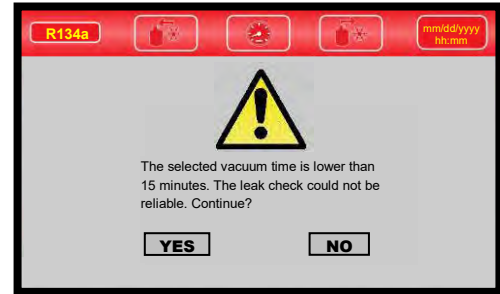 R134a
mm/dd/yyyy
hh:mm
The selected vacuum time is lower than
15 minutes. The leak check could not be
reliable. Continue?
YES
NO